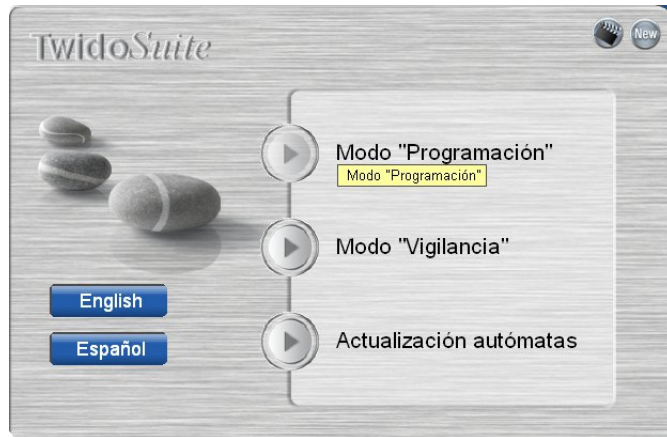 TwidoSuite
New
Modo "Programación"
Modo "Programación"
Modo "Vigilancia"
English
Español
Actualización autómatas